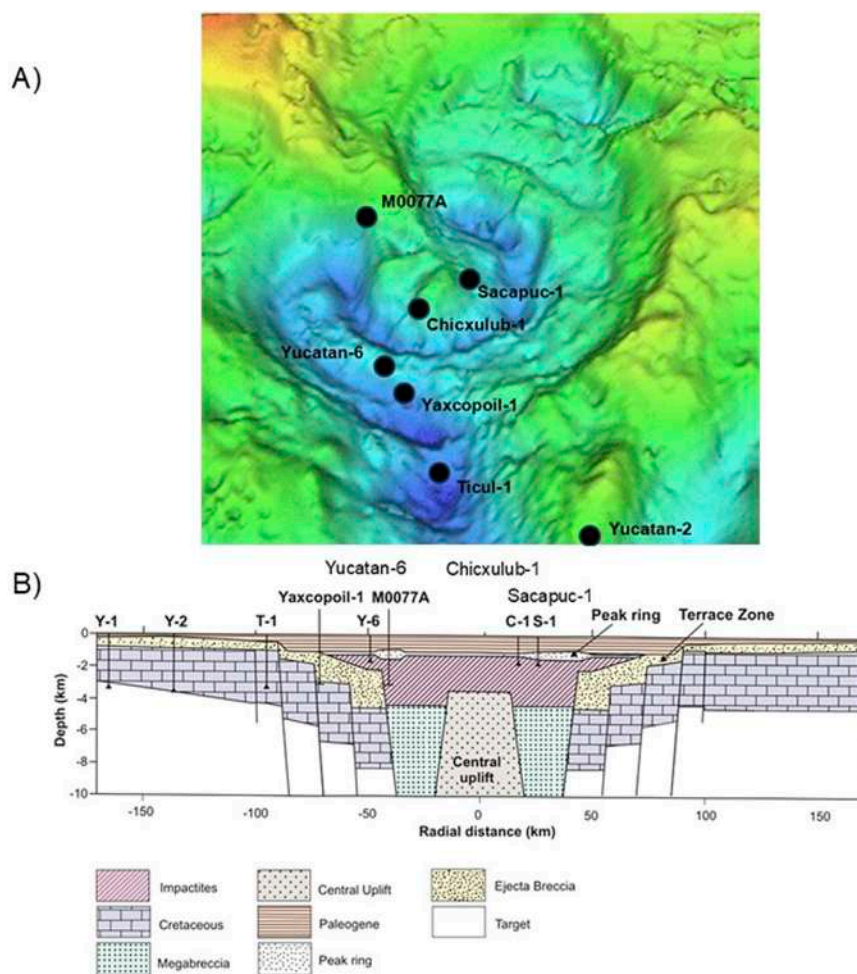 A)
M0077A
Sacapuc-1
Chicxulub-1
Yucatan-6
Yaxcopoil-1
Ticul-1
Yucatan-2
B)
Yucatan-6 Chicxulub-1
Yaxcopoil-1 M0077A Sacapuc-1
Y-1 Y-2 T-1 Y-6 C-1 S-1 Peak ring Terrace Zone
0
-2
-4
-6
-8
-10
Depth (km)
Central
uplift
-150 -100 -50 0 50 100 150
Radial distance (km)
Impactites Central Uplift Ejecta Breccia
Cretaceous Paleogene Target
Megabreccia Peak ring